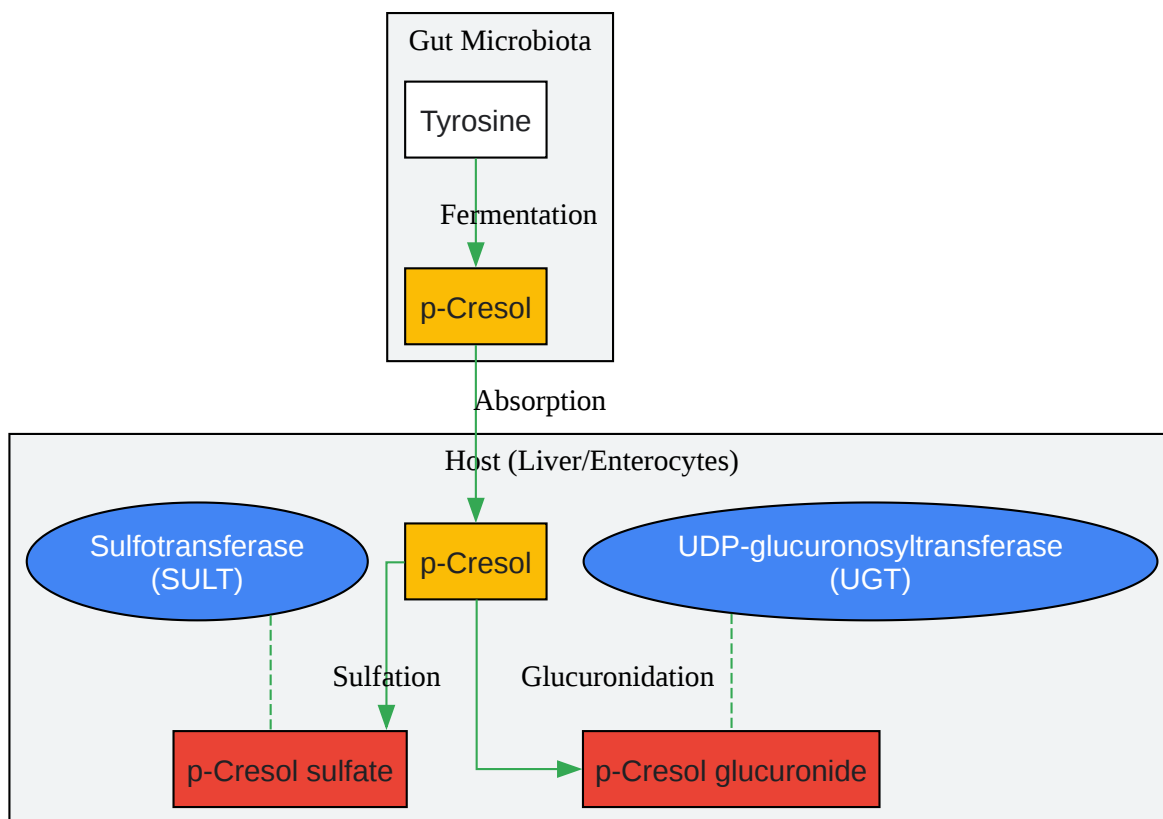 Gut Microbiota
Tyrosine
Fermentation
p-Cresol
Absorption
Host (Liver/Enterocytes)
Sulfotransferase
(SULT)
p-Cresol
UDP-glucuronosyltransferase
(UGT)
Sulfation
Glucuronidation
p-Cresol sulfate
p-Cresol glucuronide